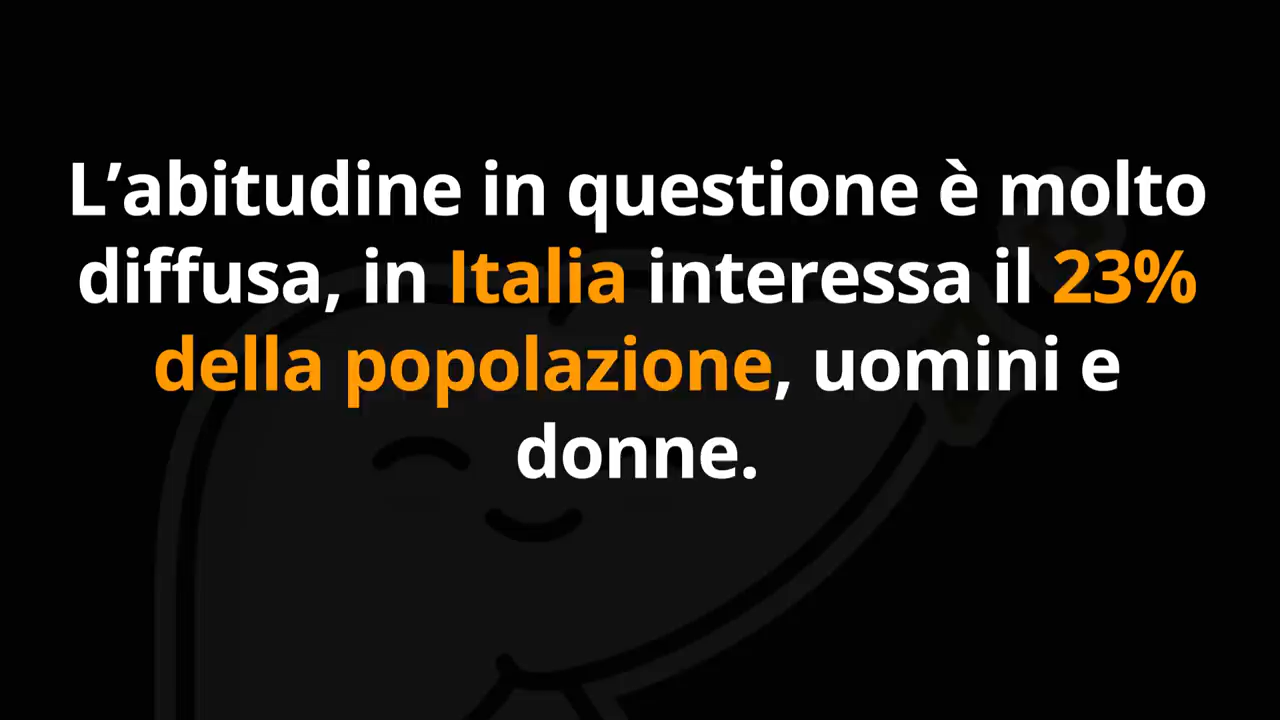 L’abitudine in questione è molto
diffusa, in Italia interessa il 23%
della popolazione, uomini e
donne.